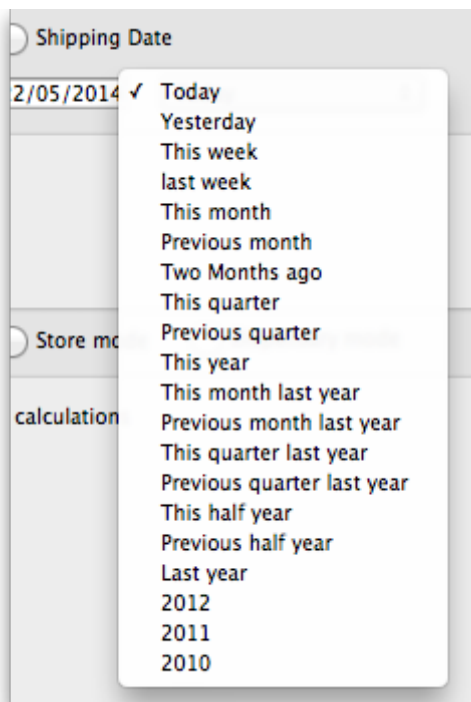 Shipping Date
2/05/2014 ✓ Today
Yesterday
This week
last week
This month
Previous month
Two Months ago
This quarter
Previous quarter
Store mo
This year
This month last year
calculation
Previous month last year
This quarter last year
Previous quarter last year
This half year
Previous half year
Last year
2012
2011
2010